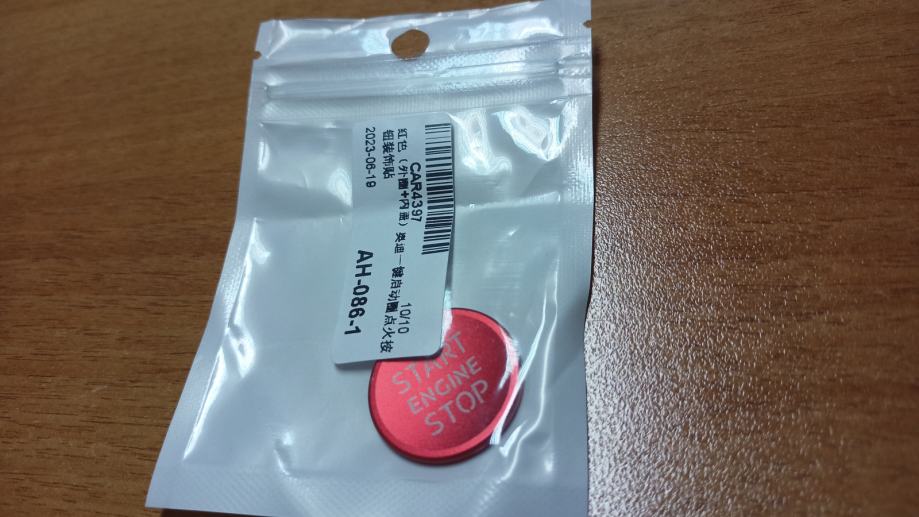 CAR4397
10/10
红色（外圈+内盖）奥迪一键启动圈点火按
钮装饰贴
2023-06-19
AH-086-1
START
ENGINE
STOP